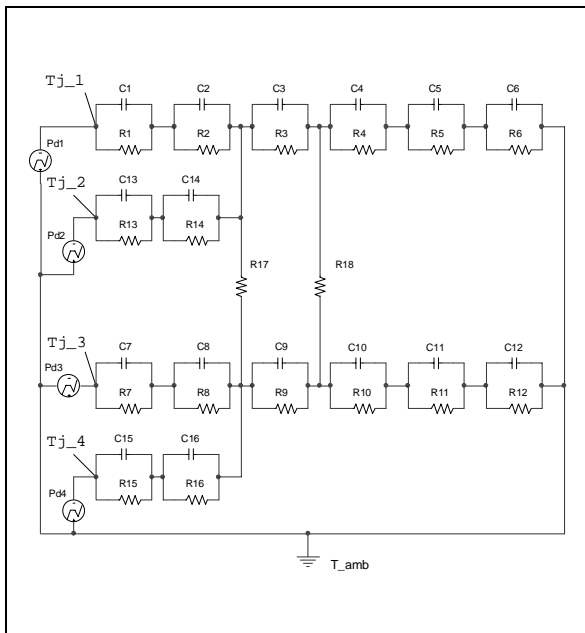 Tj_1
C1 C2 C3 C4 C5 C6
R1 R2 R3 R4 R5 R6
Pd1
Tj_2
C13 C14
R13 R14
Pd2
R17 R18
Tj_3
C7 C8 C9 C10 C11 C12
Pd3
R7 R8 R9 R10 R11 R12
Tj_4
C15 C16
R15 R16
Pd4
T_amb